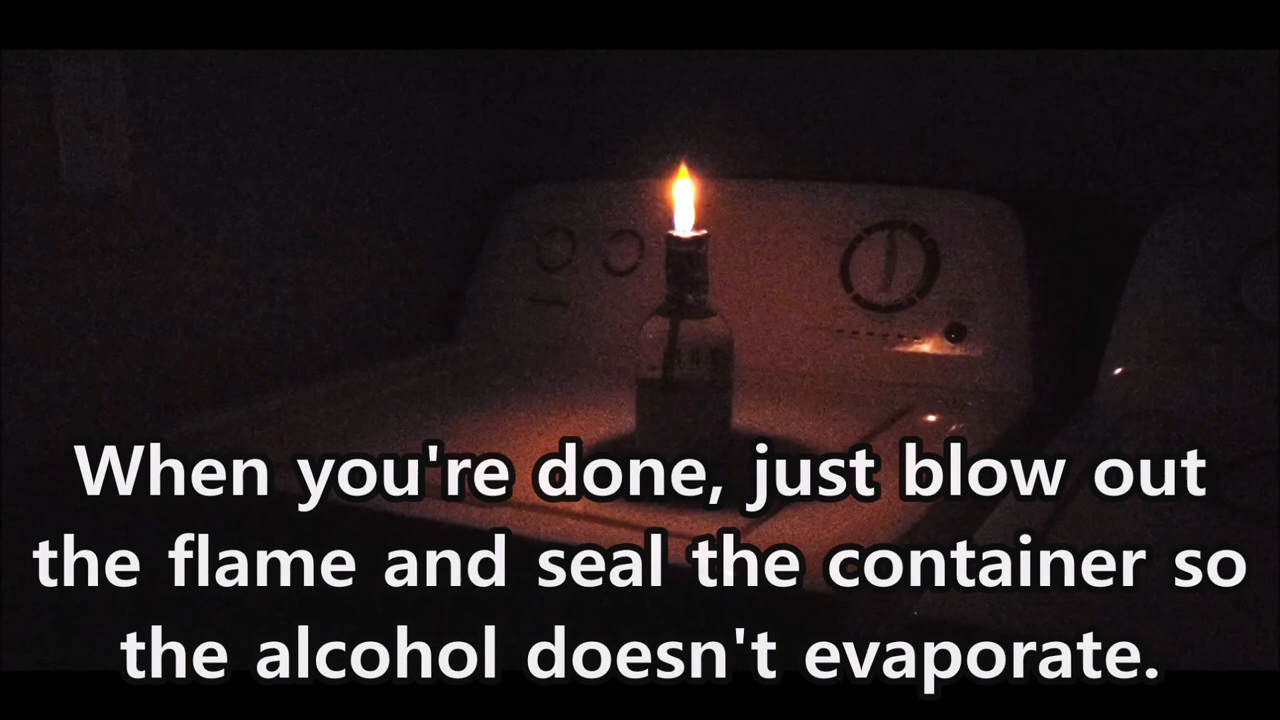 When you're done, just blow out
the flame and seal the container so
the alcohol doesn't evaporate.